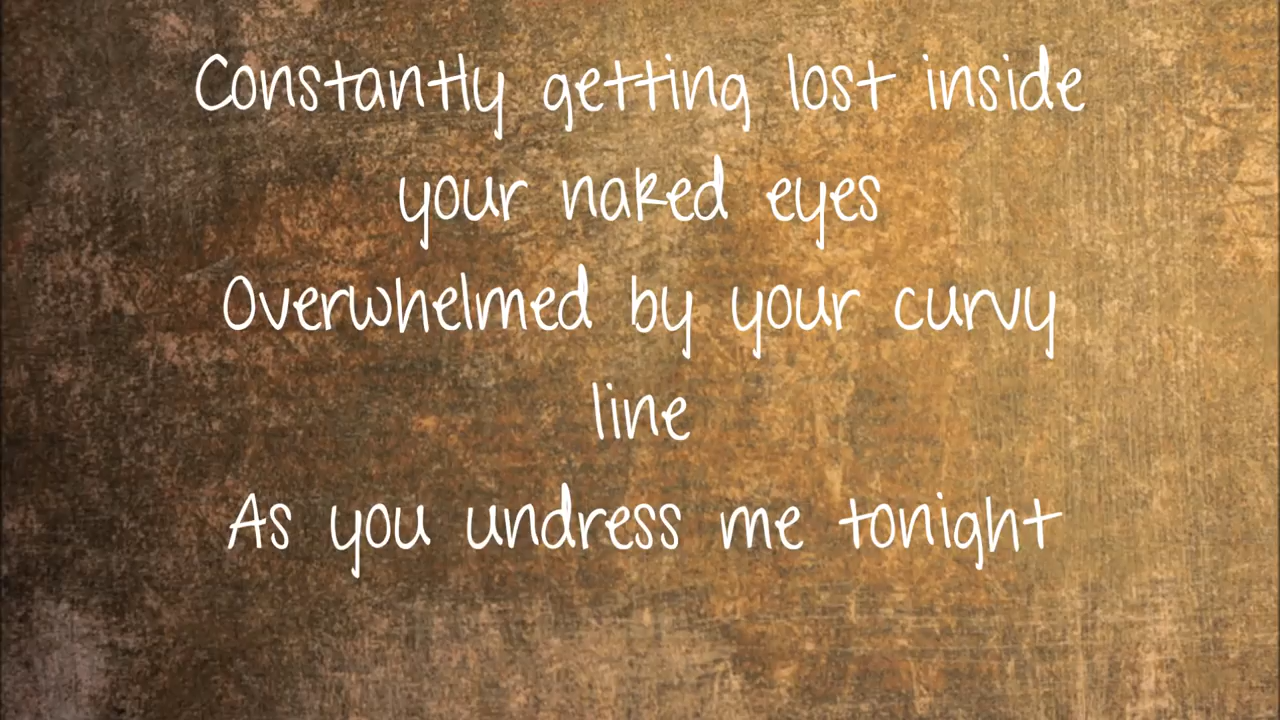 Constantly getting lost inside
your naked eyes
Overwhelmed by your curvy
line
As you undress me tonight